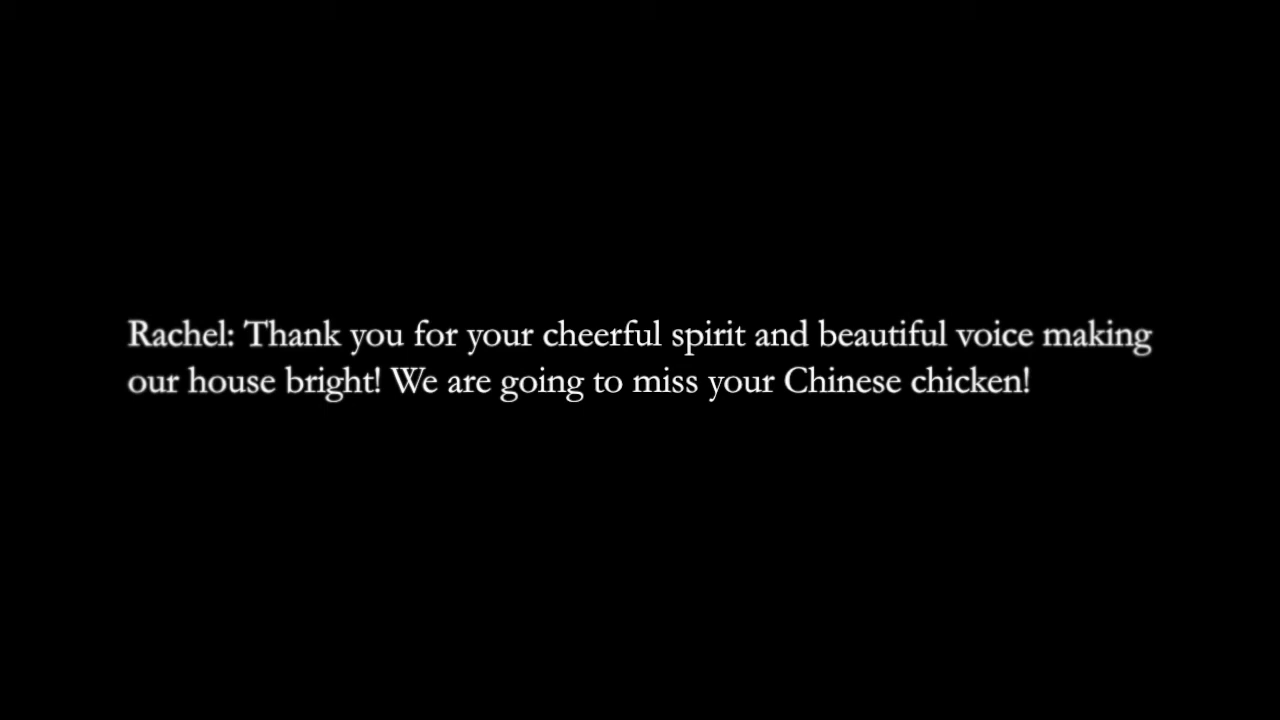 Rachel: Thank you for your cheerful spirit and beautiful voice making
our house bright! We are going to miss your Chinese chicken!